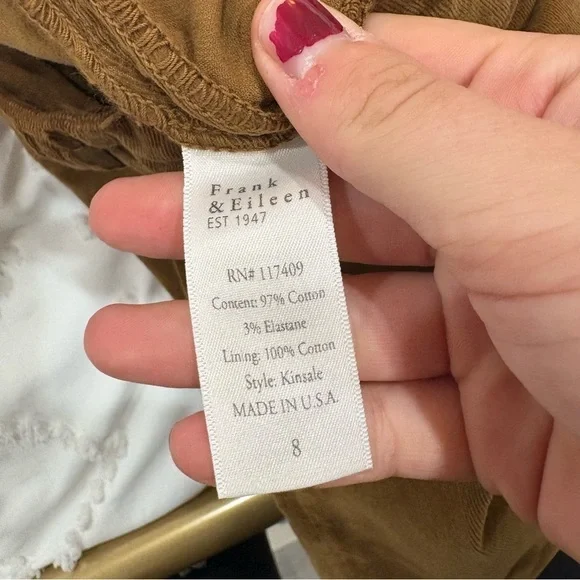 Frank
& Eileen
EST 1947
RN# 117409
Content: 97% Cotton
3% Elastane
Lining: 100% Cotton
Style: Kinsale
MADE IN U.S.A.
8